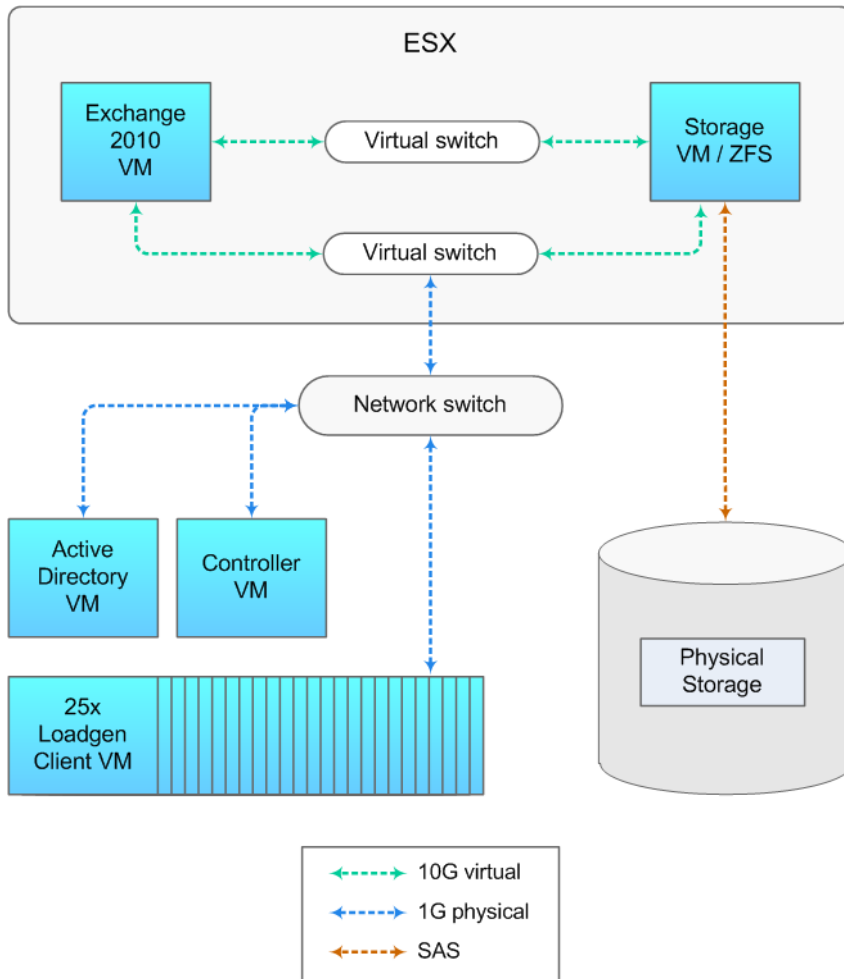 ESX
Exchange
2010
VM
Virtual switch
Storage
VM / ZFS
Virtual switch
Network switch
Active
Directory
VM
Controller
VM
25x
Loadgen
Client VM
Physical
Storage
10G virtual
1G physical
SAS